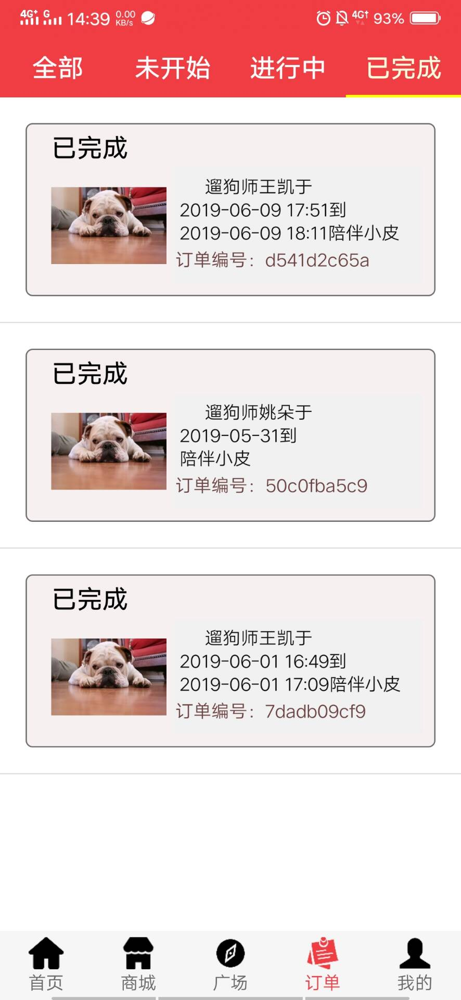 4G+ G 14:39 0.00 KB/s 4G+ 93%
全部 未开始 进行中 已完成
已完成
遛狗师王凯于
2019-06-09 17:51到
2019-06-09 18:11陪伴小皮
订单编号：d541d2c65a
已完成
遛狗师姚朵于
2019-05-31到
陪伴小皮
订单编号：50c0fba5c9
已完成
遛狗师王凯于
2019-06-01 16:49到
2019-06-01 17:09陪伴小皮
订单编号：7dadb09cf9
首页 商城 广场 订单 我的